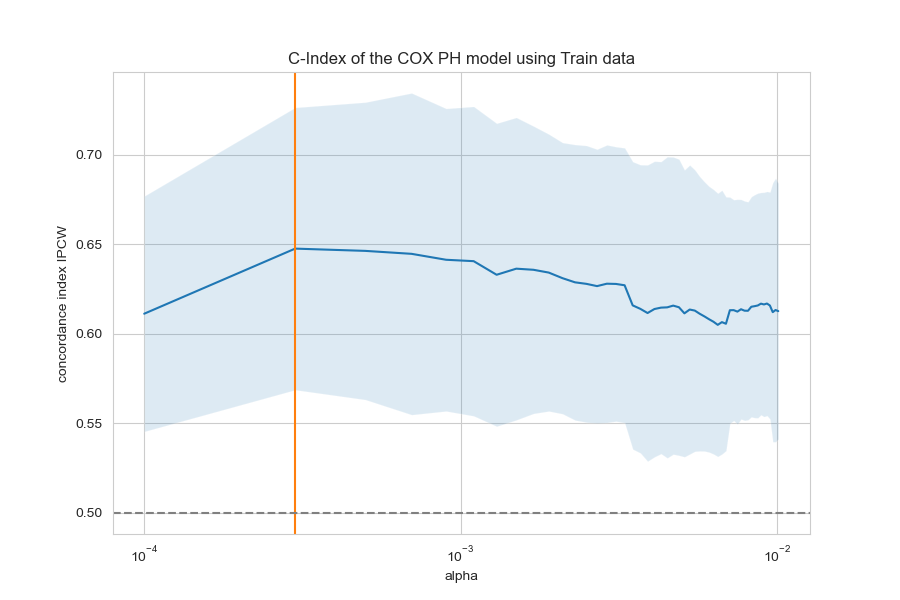 C-Index of the COX PH model using Train data
concordance index IPCW
0.70
0.65
0.60
0.55
0.50
10⁻⁴
10⁻³
10⁻²
alpha